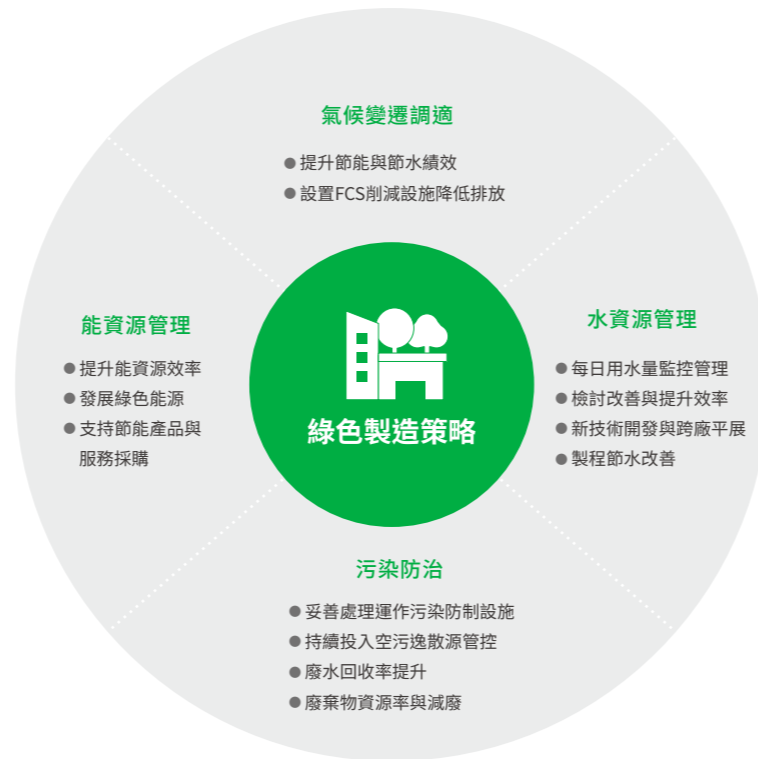 氣候變遷調適
●提升節能與節水績效
●設置FCS削減設施降低排放
能資源管理
●提升能資源效率
●發展綠色能源
●支持節能產品與
服務採購
綠色製造策略
水資源管理
●每日用水量監控管理
●檢討改善與提升效率
●新技術開發與跨廠平展
●製程節水改善
污染防治
●妥善處理運作污染防制設施
●持續投入空污逸散源管控
●廢水回收率提升
●廢棄物資源率與減廢